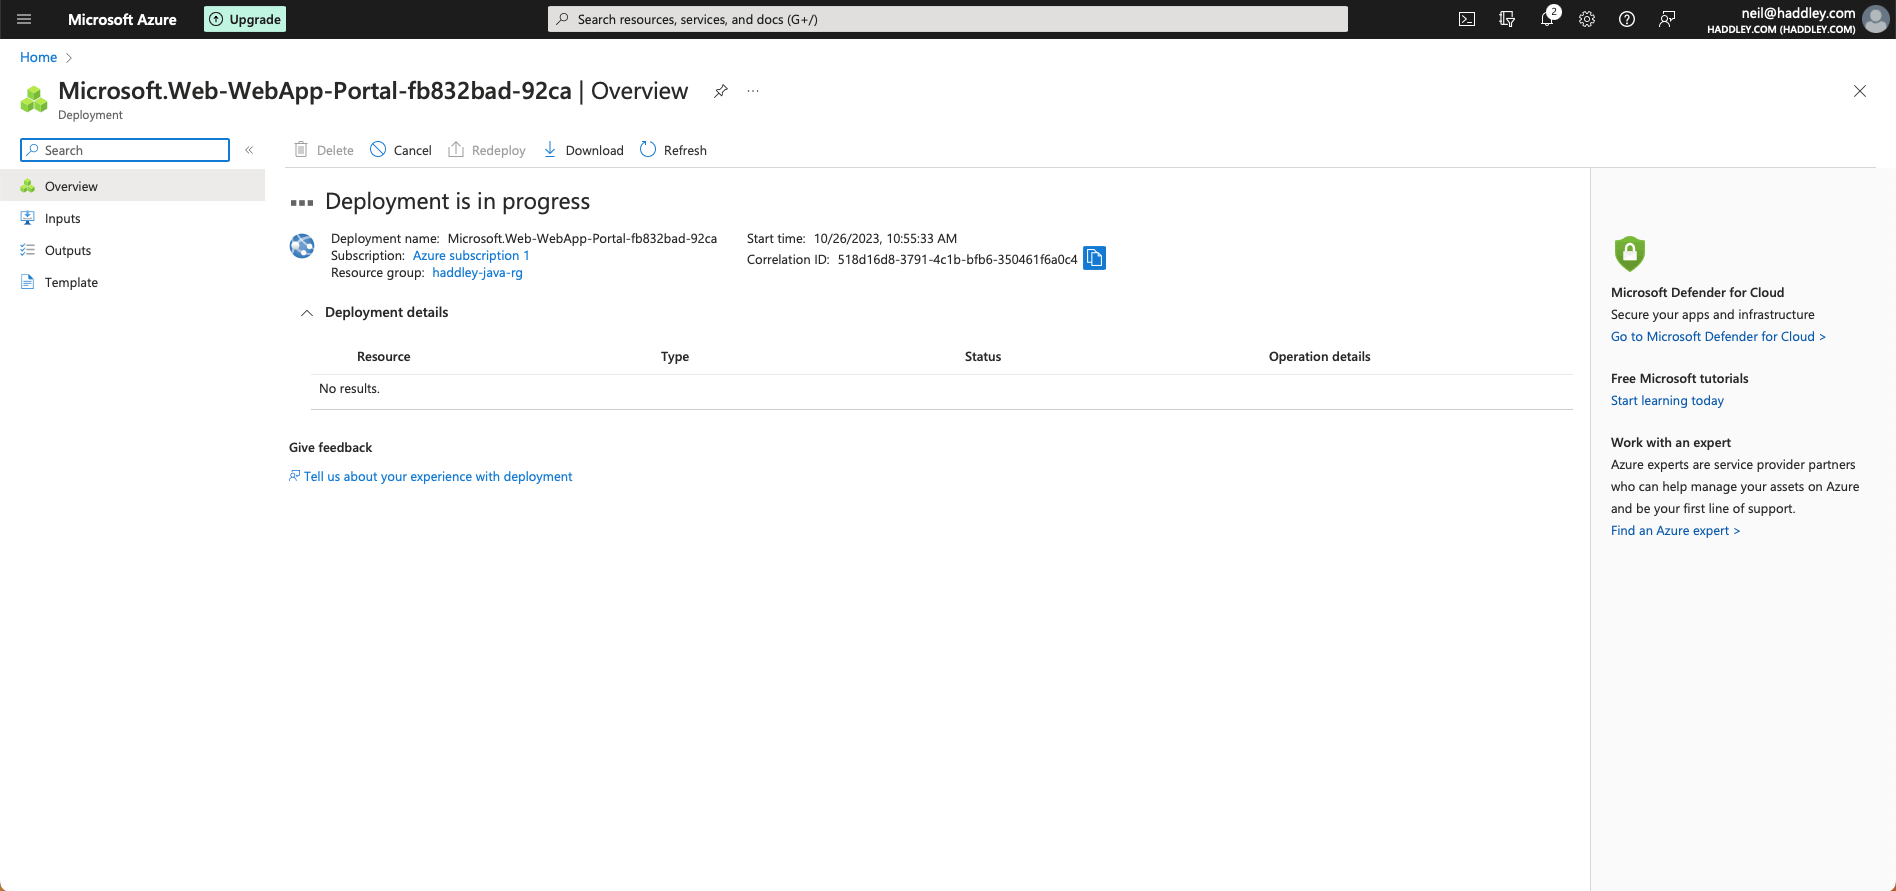 Microsoft Azure
Upgrade
Search resources, services, and docs (G+/)
2
neil@haddley.com
HADDLEY.COM (HADDLEY.COM)
Home
Microsoft.Web-WebApp-Portal-fb832bad-92ca | Overview
Deployment
Search
Delete
Cancel
Redeploy
Download
Refresh
Overview
Inputs
Outputs
Template
Deployment is in progress
Deployment name: Microsoft.Web-WebApp-Portal-fb832bad-92ca
Subscription: Azure subscription 1
Resource group: haddley-java-rg
Start time: 10/26/2023, 10:55:33 AM
Correlation ID: 518d16d8-3791-4c1b-bfb6-350461f6a0c4
Deployment details
Resource Type Status Operation details
No results.
Give feedback
Tell us about your experience with deployment
Microsoft Defender for Cloud
Secure your apps and infrastructure
Go to Microsoft Defender for Cloud >
Free Microsoft tutorials
Start learning today
Work with an expert
Azure experts are service provider partners
who can help manage your assets on Azure
and be your first line of support.
Find an Azure expert >